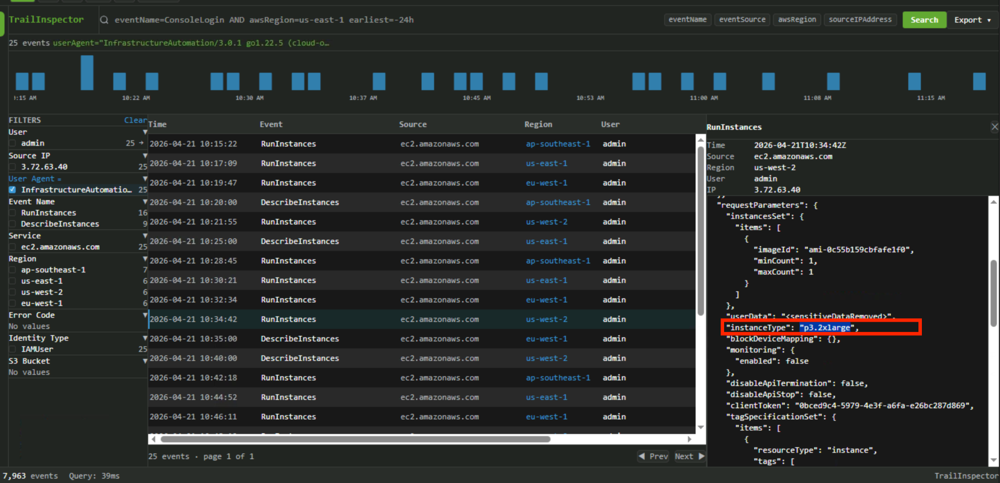 TrailInspector
eventName=ConsoleLogin AND awsRegion=us-east-1 earliest=-24h
eventName eventSource awsRegion sourceIPAddress Search Export ▾
25 events userAgent="InfrastructureAutomation/3.0.1 go1.22.5 (cloud-o…
:15 AM 10:22 AM 10:30 AM 10:37 AM 10:45 AM 10:53 AM 11:00 AM 11:08 AM 11:15 AM
FILTERS Clear
User
admin 25 →
Source IP
3.72.63.40 25
User Agent =
InfrastructureAutomatio… 25
Event Name
RunInstances 16
DescribeInstances 9
Service
ec2.amazonaws.com 25
Region
ap-southeast-1 7
us-east-1 6
us-west-2 6
eu-west-1 6
Error Code
No values
Identity Type
IAMUser 25
S3 Bucket
No values
Time Event Source Region User
2026-04-21 10:15:22 RunInstances ec2.amazonaws.com ap-southeast-1 admin
2026-04-21 10:17:09 RunInstances ec2.amazonaws.com us-east-1 admin
2026-04-21 10:19:47 RunInstances ec2.amazonaws.com eu-west-1 admin
2026-04-21 10:20:00 DescribeInstances ec2.amazonaws.com ap-southeast-1 admin
2026-04-21 10:21:55 RunInstances ec2.amazonaws.com us-west-2 admin
2026-04-21 10:25:00 DescribeInstances ec2.amazonaws.com us-east-1 admin
2026-04-21 10:28:45 RunInstances ec2.amazonaws.com ap-southeast-1 admin
2026-04-21 10:30:21 RunInstances ec2.amazonaws.com us-east-1 admin
2026-04-21 10:32:34 RunInstances ec2.amazonaws.com eu-west-1 admin
2026-04-21 10:34:42 RunInstances ec2.amazonaws.com us-west-2 admin
2026-04-21 10:35:00 DescribeInstances ec2.amazonaws.com eu-west-1 admin
2026-04-21 10:40:00 DescribeInstances ec2.amazonaws.com us-west-2 admin
2026-04-21 10:42:18 RunInstances ec2.amazonaws.com ap-southeast-1 admin
2026-04-21 10:44:52 RunInstances ec2.amazonaws.com us-east-1 admin
2026-04-21 10:46:11 RunInstances ec2.amazonaws.com eu-west-1 admin
25 events · page 1 of 1 ◀ Prev Next ▶
RunInstances
Time 2026-04-21T10:34:42Z
Source ec2.amazonaws.com
Region us-west-2
User admin
IP 3.72.63.40
"requestParameters": {
"instancesSet": {
"items": [
{
"imageId": "ami-0c55b159cbfafe1f0",
"minCount": 1,
"maxCount": 1
}
]
},
"userData": "<sensitiveDataRemoved>",
"instanceType": "p3.2xlarge",
"blockDeviceMapping": {},
"monitoring": {
"enabled": false
},
"disableApiTermination": false,
"disableApiStop": false,
"clientToken": "0bced9c4-5979-4e3f-a6fa-e26bc287d869",
"tagSpecificationSet": {
"items": [
{
"resourceType": "instance",
"tags": [
7,963 events Query: 39ms TrailInspector